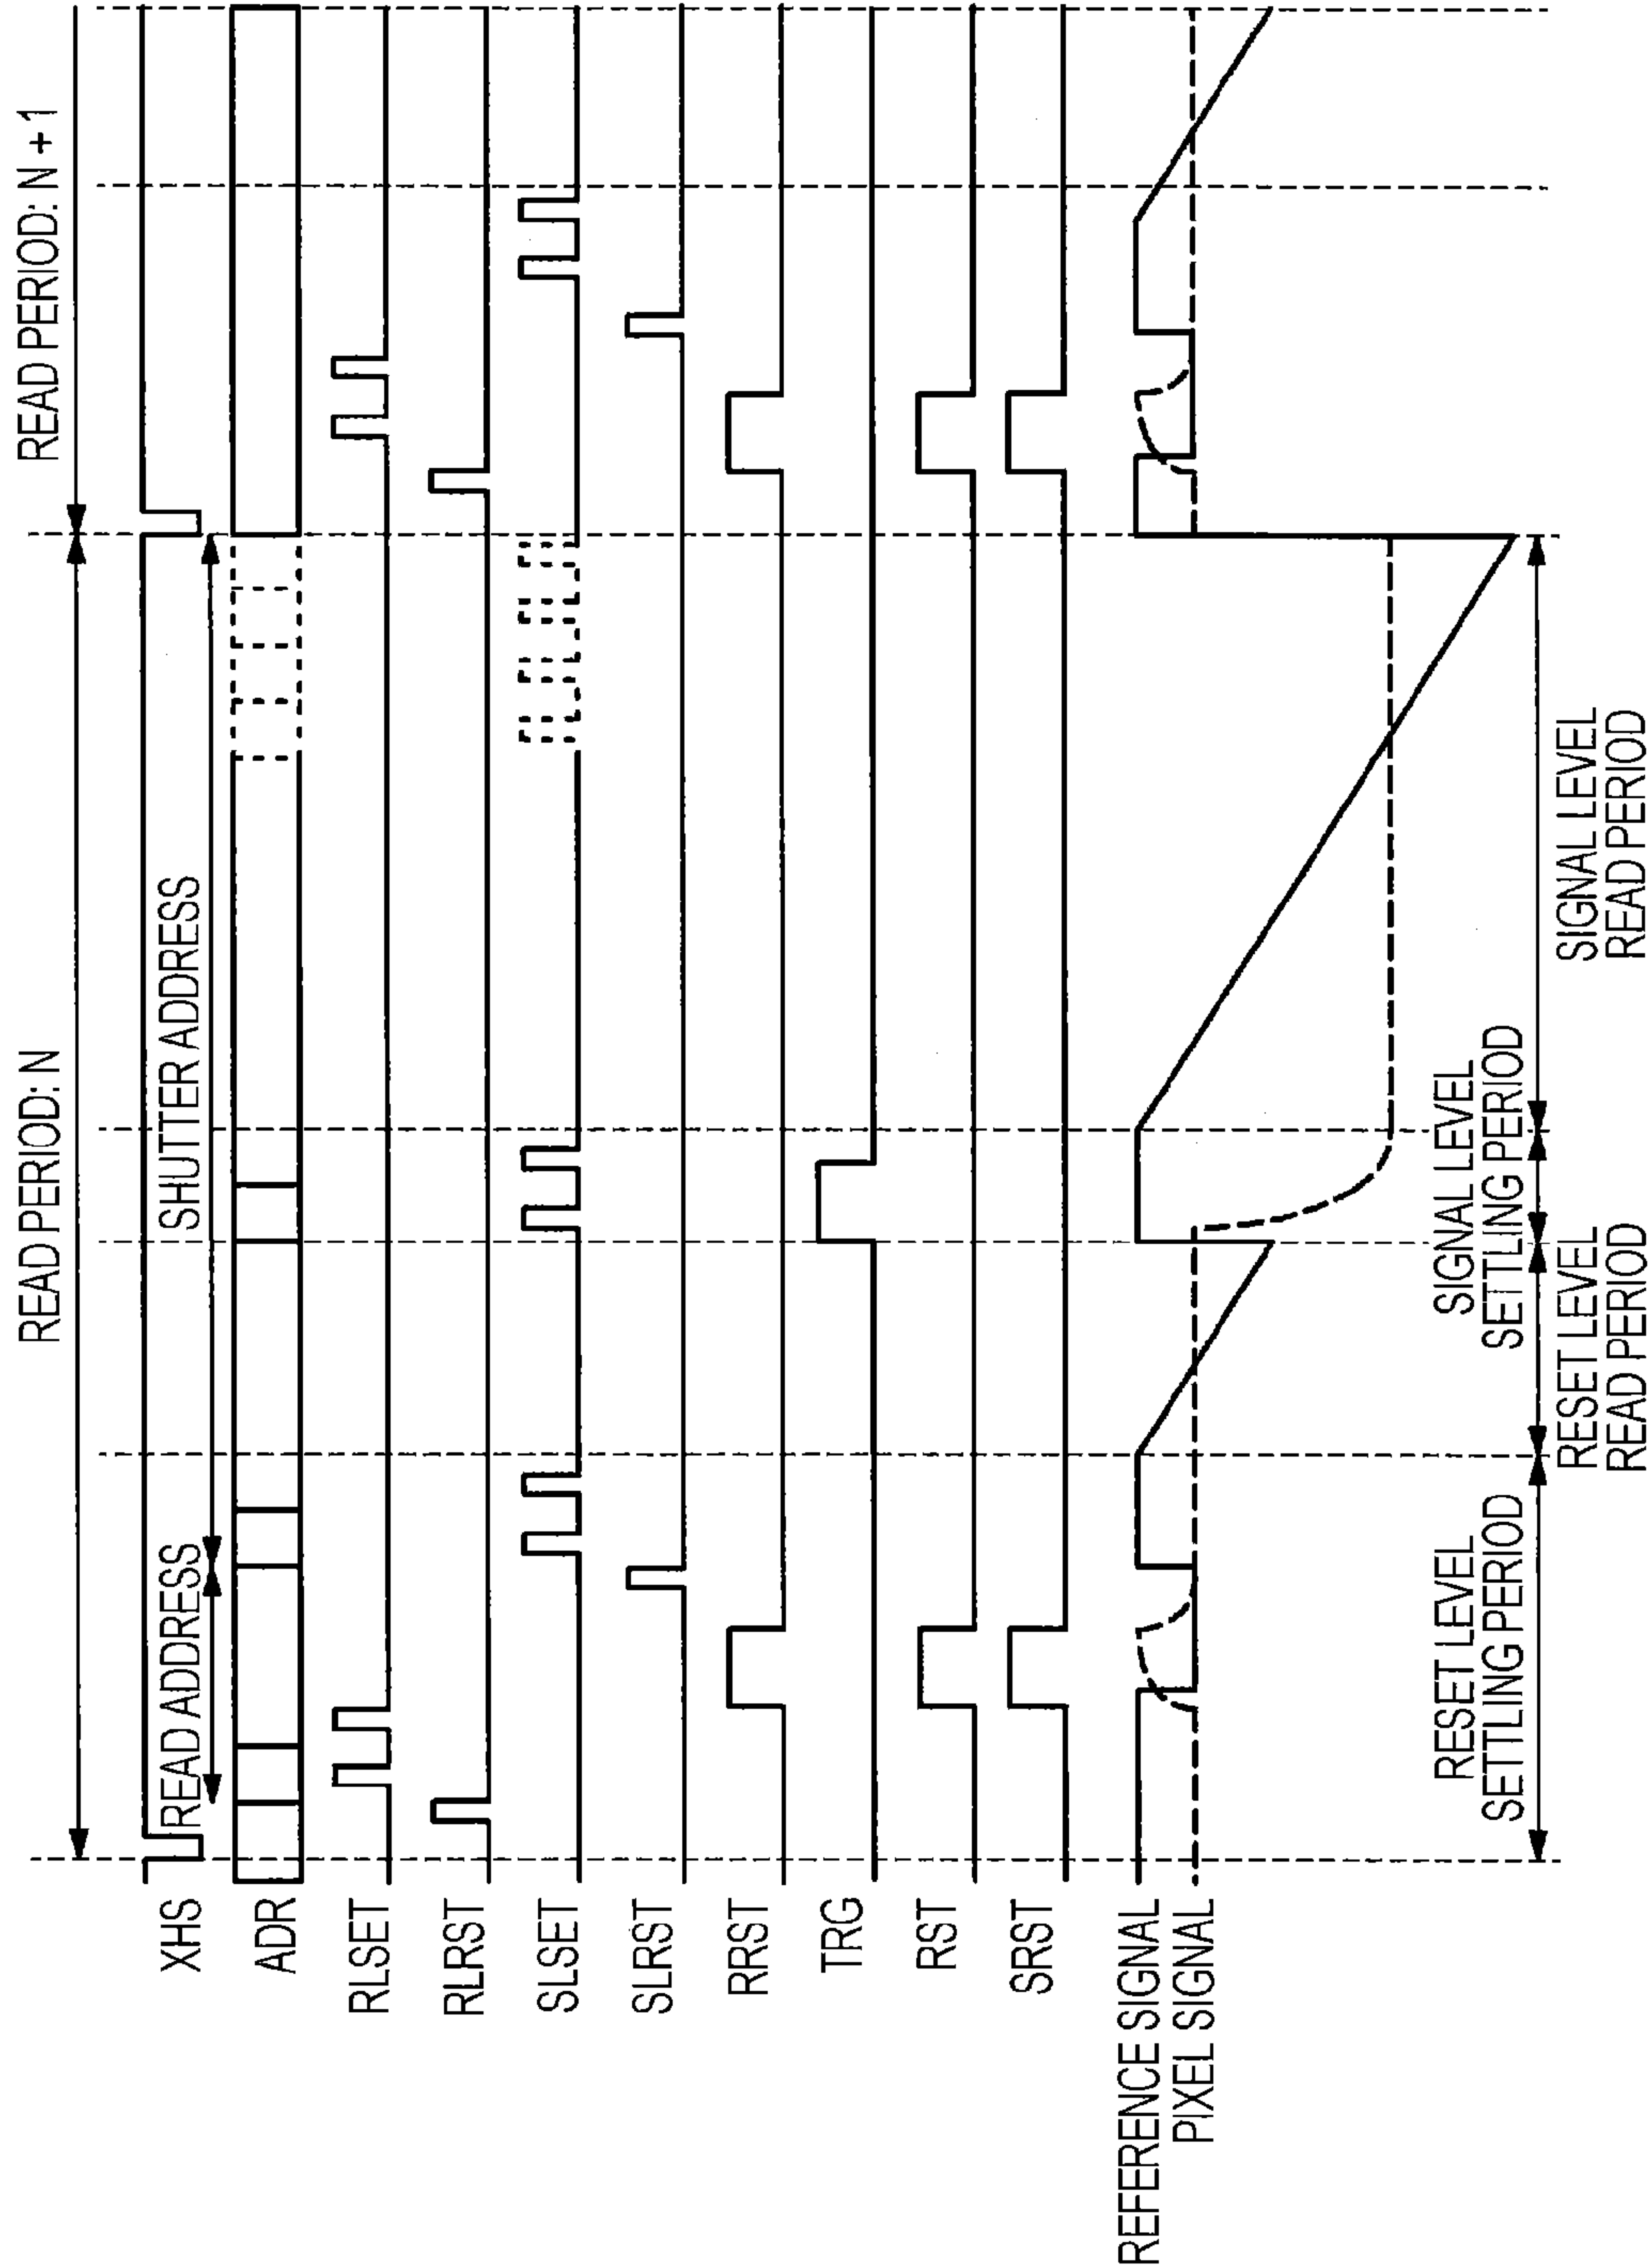 READ PERIOD: N
READ PERIOD: N + 1
READ ADDRESS
SHUTTER ADDRESS
XHS
ADR
RLSET
RLRST
SLSET
SLRST
RRST
TRG
RST
SRST
REFERENCE SIGNAL
PIXEL SIGNAL
RESET LEVEL
SETTLING PERIOD
RESET LEVEL
READ PERIOD
SIGNAL LEVEL
SETTLING PERIOD
SIGNAL LEVEL
READ PERIOD